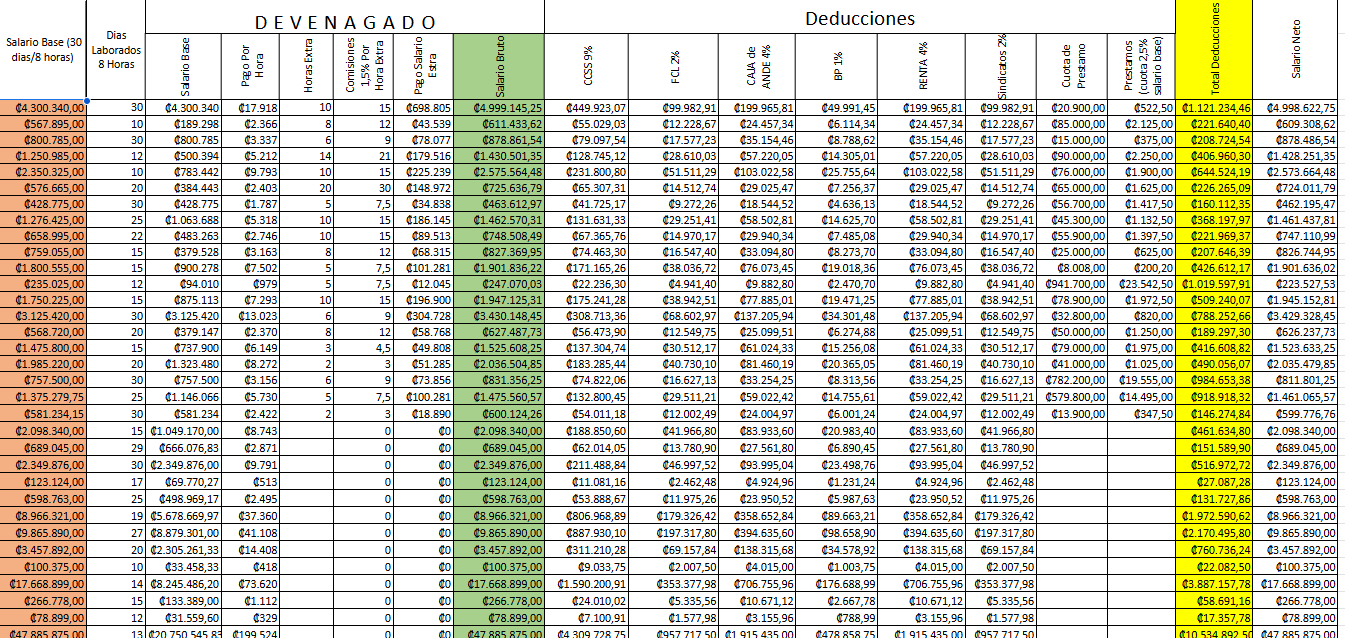 D E V E N A G A D O Deducciones
Salario Base (30 dias/8 horas) Dias Laborados 8 Horas Salario Base Pago Por Hora Horas Extra Comisiones 1,5% Por Hora Extra Pago Salario Estra Salario Bruto CCSS 9% FCL 2% CAJA de ANDE 4% BP 1% RENTA 4% Sindicatos 2% Cuota de Prestamo Prestamos (cuota 2,5% salario base) Total Dedcucciones Salario Neto
₡4.300.340,00 30 ₡4.300.340 ₡17.918 10 15 ₡698.805 ₡4.999.145,25 ₡449.923,07 ₡99.982,91 ₡199.965,81 ₡49.991,45 ₡199.965,81 ₡99.982,91 ₡20.900,00 ₡522,50 ₡1.121.234,46 ₡4.998.622,75
₡567.895,00 10 ₡189.298 ₡2.366 8 12 ₡43.539 ₡611.433,62 ₡55.029,03 ₡12.228,67 ₡24.457,34 ₡6.114,34 ₡24.457,34 ₡12.228,67 ₡85.000,00 ₡2.125,00 ₡221.640,40 ₡609.308,62
₡800.785,00 30 ₡800.785 ₡3.337 6 9 ₡78.077 ₡878.861,54 ₡79.097,54 ₡17.577,23 ₡35.154,46 ₡8.788,62 ₡35.154,46 ₡17.577,23 ₡15.000,00 ₡375,00 ₡208.724,54 ₡878.486,54
₡1.250.985,00 12 ₡500.394 ₡5.212 14 21 ₡179.516 ₡1.430.501,35 ₡128.745,12 ₡28.610,03 ₡57.220,05 ₡14.305,01 ₡57.220,05 ₡28.610,03 ₡90.000,00 ₡2.250,00 ₡406.960,30 ₡1.428.251,35
₡2.350.325,00 10 ₡783.442 ₡9.793 10 15 ₡225.239 ₡2.575.564,48 ₡231.800,80 ₡51.511,29 ₡103.022,58 ₡25.755,64 ₡103.022,58 ₡51.511,29 ₡76.000,00 ₡1.900,00 ₡644.524,19 ₡2.573.664,48
₡576.665,00 20 ₡384.443 ₡2.403 20 30 ₡148.972 ₡725.636,79 ₡65.307,31 ₡14.512,74 ₡29.025,47 ₡7.256,37 ₡29.025,47 ₡14.512,74 ₡65.000,00 ₡1.625,00 ₡226.265,09 ₡724.011,79
₡428.775,00 30 ₡428.775 ₡1.787 5 7,5 ₡34.838 ₡463.612,97 ₡41.725,17 ₡9.272,26 ₡18.544,52 ₡4.636,13 ₡18.544,52 ₡9.272,26 ₡56.700,00 ₡1.417,50 ₡160.112,35 ₡462.195,47
₡1.276.425,00 25 ₡1.063.688 ₡5.318 10 15 ₡186.145 ₡1.462.570,31 ₡131.631,33 ₡29.251,41 ₡58.502,81 ₡14.625,70 ₡58.502,81 ₡29.251,41 ₡45.300,00 ₡1.132,50 ₡368.197,97 ₡1.461.437,81
₡658.995,00 22 ₡483.263 ₡2.746 10 15 ₡89.513 ₡748.508,49 ₡67.365,76 ₡14.970,17 ₡29.940,34 ₡7.485,08 ₡29.940,34 ₡14.970,17 ₡55.900,00 ₡1.397,50 ₡221.969,37 ₡747.110,99
₡759.055,00 15 ₡379.528 ₡3.163 8 12 ₡68.315 ₡827.369,95 ₡74.463,30 ₡16.547,40 ₡33.094,80 ₡8.273,70 ₡33.094,80 ₡16.547,40 ₡25.000,00 ₡625,00 ₡207.646,39 ₡826.744,95
₡1.800.555,00 15 ₡900.278 ₡7.502 5 7,5 ₡101.281 ₡1.901.836,22 ₡171.165,26 ₡38.036,72 ₡76.073,45 ₡19.018,36 ₡76.073,45 ₡38.036,72 ₡8.008,00 ₡200,20 ₡426.612,17 ₡1.901.636,02
₡235.025,00 12 ₡94.010 ₡979 5 7,5 ₡12.045 ₡247.070,03 ₡22.236,30 ₡4.941,40 ₡9.882,80 ₡2.470,70 ₡9.882,80 ₡4.941,40 ₡941.700,00 ₡23.542,50 ₡1.019.597,91 ₡223.527,53
₡1.750.225,00 15 ₡875.113 ₡7.293 10 15 ₡196.900 ₡1.947.125,31 ₡175.241,28 ₡38.942,51 ₡77.885,01 ₡19.471,25 ₡77.885,01 ₡38.942,51 ₡78.900,00 ₡1.972,50 ₡509.240,07 ₡1.945.152,81
₡3.125.420,00 30 ₡3.125.420 ₡13.023 6 9 ₡304.728 ₡3.430.148,45 ₡308.713,36 ₡68.602,97 ₡137.205,94 ₡34.301,48 ₡137.205,94 ₡68.602,97 ₡32.800,00 ₡820,00 ₡788.252,66 ₡3.429.328,45
₡568.720,00 20 ₡379.147 ₡2.370 8 12 ₡58.768 ₡627.487,73 ₡56.473,90 ₡12.549,75 ₡25.099,51 ₡6.274,88 ₡25.099,51 ₡12.549,75 ₡50.000,00 ₡1.250,00 ₡189.297,30 ₡626.237,73
₡1.475.800,00 15 ₡737.900 ₡6.149 3 4,5 ₡49.808 ₡1.525.608,25 ₡137.304,74 ₡30.512,17 ₡61.024,33 ₡15.256,08 ₡61.024,33 ₡30.512,17 ₡79.000,00 ₡1.975,00 ₡416.608,82 ₡1.523.633,25
₡1.985.220,00 20 ₡1.323.480 ₡8.272 2 3 ₡51.285 ₡2.036.504,85 ₡183.285,44 ₡40.730,10 ₡81.460,19 ₡20.365,05 ₡81.460,19 ₡40.730,10 ₡41.000,00 ₡1.025,00 ₡490.056,07 ₡2.035.479,85
₡757.500,00 30 ₡757.500 ₡3.156 6 9 ₡73.856 ₡831.356,25 ₡74.822,06 ₡16.627,13 ₡33.254,25 ₡8.313,56 ₡33.254,25 ₡16.627,13 ₡782.200,00 ₡19.555,00 ₡984.653,38 ₡811.801,25
₡1.375.279,75 25 ₡1.146.066 ₡5.730 5 7,5 ₡100.281 ₡1.475.560,57 ₡132.800,45 ₡29.511,21 ₡59.022,42 ₡14.755,61 ₡59.022,42 ₡29.511,21 ₡579.800,00 ₡14.495,00 ₡918.918,32 ₡1.461.065,57
₡581.234,15 30 ₡581.234 ₡2.422 2 3 ₡18.890 ₡600.124,26 ₡54.011,18 ₡12.002,49 ₡24.004,97 ₡6.001,24 ₡24.004,97 ₡12.002,49 ₡13.900,00 ₡347,50 ₡146.274,84 ₡599.776,76
₡2.098.340,00 15 ₡1.049.170,00 ₡8.743 0 ₡0 ₡2.098.340,00 ₡188.850,60 ₡41.966,80 ₡83.933,60 ₡20.983,40 ₡83.933,60 ₡41.966,80 ₡461.634,80 ₡2.098.340,00
₡689.045,00 29 ₡666.076,83 ₡2.871 0 ₡0 ₡689.045,00 ₡62.014,05 ₡13.780,90 ₡27.561,80 ₡6.890,45 ₡27.561,80 ₡13.780,90 ₡151.589,90 ₡689.045,00
₡2.349.876,00 30 ₡2.349.876,00 ₡9.791 0 ₡0 ₡2.349.876,00 ₡211.488,84 ₡46.997,52 ₡93.995,04 ₡23.498,76 ₡93.995,04 ₡46.997,52 ₡516.972,72 ₡2.349.876,00
₡123.124,00 17 ₡69.770,27 ₡513 0 ₡0 ₡123.124,00 ₡11.081,16 ₡2.462,48 ₡4.924,96 ₡1.231,24 ₡4.924,96 ₡2.462,48 ₡27.087,28 ₡123.124,00
₡598.763,00 25 ₡498.969,17 ₡2.495 0 ₡0 ₡598.763,00 ₡53.888,67 ₡11.975,26 ₡23.950,52 ₡5.987,63 ₡23.950,52 ₡11.975,26 ₡131.727,86 ₡598.763,00
₡8.966.321,00 19 ₡5.678.669,97 ₡37.360 0 ₡0 ₡8.966.321,00 ₡806.968,89 ₡179.326,42 ₡358.652,84 ₡89.663,21 ₡358.652,84 ₡179.326,42 ₡1.972.590,62 ₡8.966.321,00
₡9.865.890,00 27 ₡8.879.301,00 ₡41.108 0 ₡0 ₡9.865.890,00 ₡887.930,10 ₡197.317,80 ₡394.635,60 ₡98.658,90 ₡394.635,60 ₡197.317,80 ₡2.170.495,80 ₡9.865.890,00
₡3.457.892,00 20 ₡2.305.261,33 ₡14.408 0 ₡0 ₡3.457.892,00 ₡311.210,28 ₡69.157,84 ₡138.315,68 ₡34.578,92 ₡138.315,68 ₡69.157,84 ₡760.736,24 ₡3.457.892,00
₡100.375,00 10 ₡33.458,33 ₡418 0 ₡0 ₡100.375,00 ₡9.033,75 ₡2.007,50 ₡4.015,00 ₡1.003,75 ₡4.015,00 ₡2.007,50 ₡22.082,50 ₡100.375,00
₡17.668.899,00 14 ₡8.245.486,20 ₡73.620 0 ₡0 ₡17.668.899,00 ₡1.590.200,91 ₡353.377,98 ₡706.755,96 ₡176.688,99 ₡706.755,96 ₡353.377,98 ₡3.887.157,78 ₡17.668.899,00
₡266.778,00 15 ₡133.389,00 ₡1.112 0 ₡0 ₡266.778,00 ₡24.010,02 ₡5.335,56 ₡10.671,12 ₡2.667,78 ₡10.671,12 ₡5.335,56 ₡58.691,16 ₡266.778,00
₡78.899,00 12 ₡31.559,60 ₡329 0 ₡0 ₡78.899,00 ₡7.100,91 ₡1.577,98 ₡3.155,96 ₡788,99 ₡3.155,96 ₡1.577,98 ₡17.357,78 ₡78.899,00
₡47.885.875,00 13 ₡20.750.545,83 ₡199.524 0 ₡0 ₡47.885.875,00 ₡4.309.728,75 ₡957.717,50 ₡1.915.435,00 ₡478.858,75 ₡1.915.435,00 ₡957.717,50 ₡10.534.892,50 ₡47.885.875,00